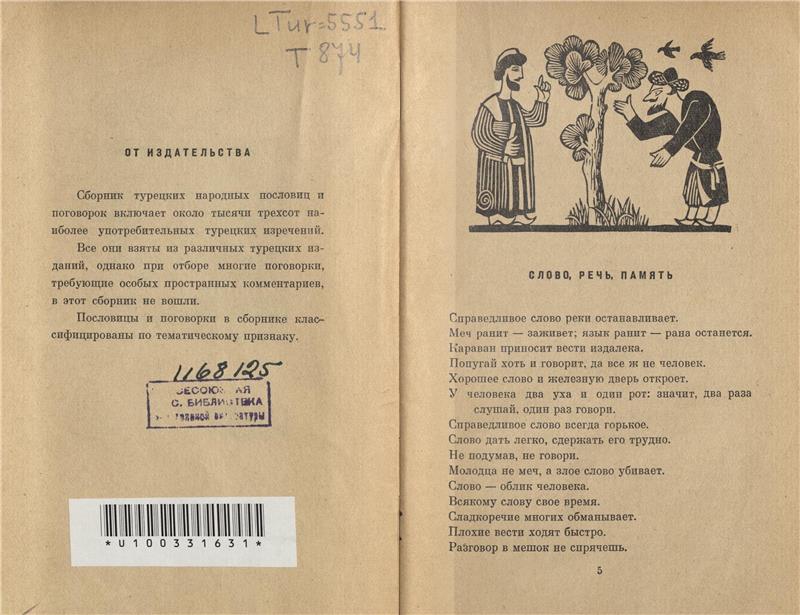 LTur=5551
T874
ОТ ИЗДАТЕЛЬСТВА
Сборник турецких народных пословиц и
поговорок включает около тысячи трехсот на-
иболее употребительных турецких изречений.
Все они взяты из различных турецких из-
даний, однако при отборе многие поговорки,
требующие особых пространных комментариев,
в этот сборник не вошли.
Пословицы и поговорки в сборнике клас-
сифицированы по тематическому признаку.
1168125
С. БИБЛИОТЕКА
*U100331631*
СЛОВО, РЕЧЬ, ПАМЯТЬ
Справедливое слово реки останавливает.
Меч ранит — заживет; язык ранит — рана останется.
Караван приносит вести издалека.
Попугай хоть и говорит, да все ж не человек.
Хорошее слово и железную дверь откроет.
У человека два уха и один рот: значит, два раза
слушай, один раз говори.
Справедливое слово всегда горькое.
Слово дать легко, сдержать его трудно.
Не подумав, не говори.
Молодца не меч, а злое слово убивает.
Слово — облик человека.
Всякому слову свое время.
Сладкоречие многих обманывает.
Плохие вести ходят быстро.
Разговор в мешок не спрячешь.
5